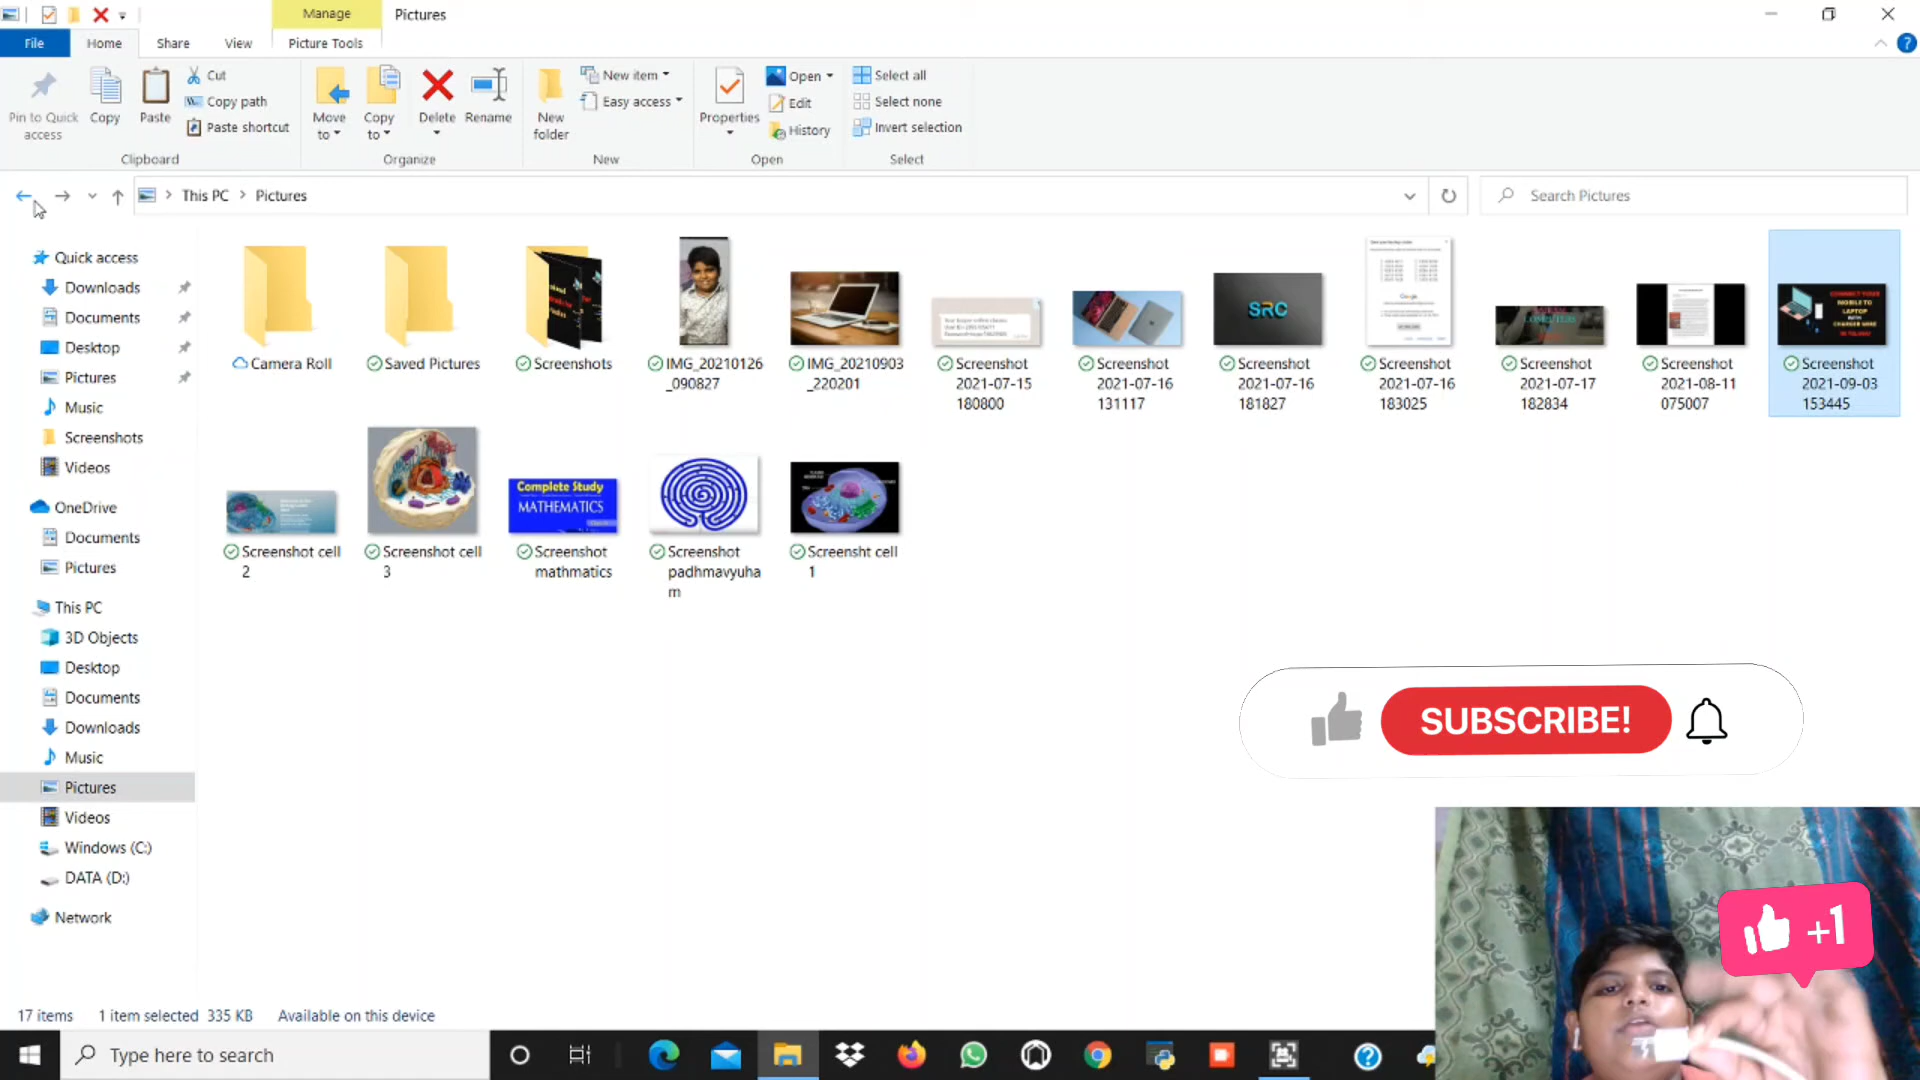 Manage
Pictures
File
Home
Share
View
Picture Tools
Pin to Quick access
Copy
Paste
Cut
Copy path
Paste shortcut
Clipboard
Move to
Copy to
Delete
Rename
Organize
New folder
New item
Easy access
New
Properties
Open
Edit
History
Open
Select all
Select none
Invert selection
Select
This PC
Pictures
Search Pictures
Quick access
Downloads
Documents
Desktop
Pictures
Music
Screenshots
Videos
OneDrive
Documents
Pictures
This PC
3D Objects
Desktop
Documents
Downloads
Music
Pictures
Videos
Windows (C:)
DATA (D:)
Network
Camera Roll
Saved Pictures
Screenshots
IMG_20210126
_090827
IMG_20210903
_220201
Screenshot
2021-07-15
180800
Screenshot
2021-07-16
131117
SRC
Screenshot
2021-07-16
181827
Google
Screenshot
2021-07-16
183025
Screenshot
2021-07-17
182834
Screenshot
2021-08-11
075007
MOBILE TO
LAPTOP
WITH
CHARGER WIRE
Screenshot
2021-09-03
153445
Screenshot cell
2
Screenshot cell
3
Complete Study
MATHEMATICS
Screenshot
mathmatics
Screenshot
padhmavyuha
m
Screensht cell
1
SUBSCRIBE!
+1
17 items
1 item selected 335 KB
Available on this device
Type here to search